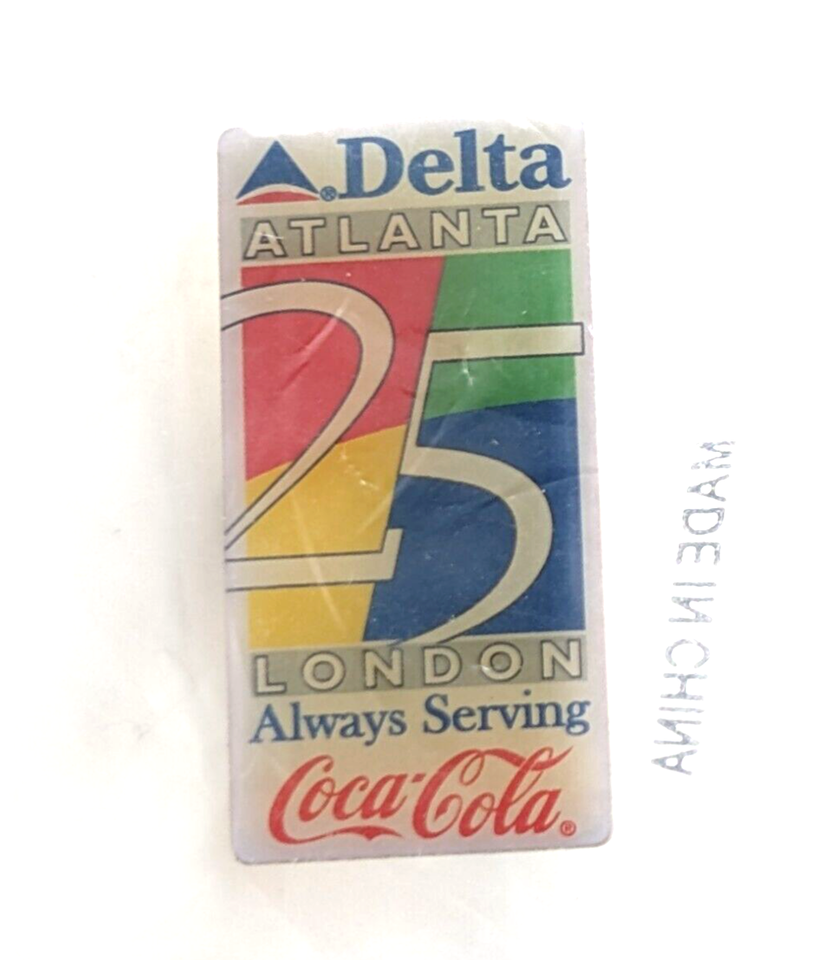 Delta®
ATLANTA
25
LONDON
Always Serving
Coca-Cola®
MADE IN CHINA